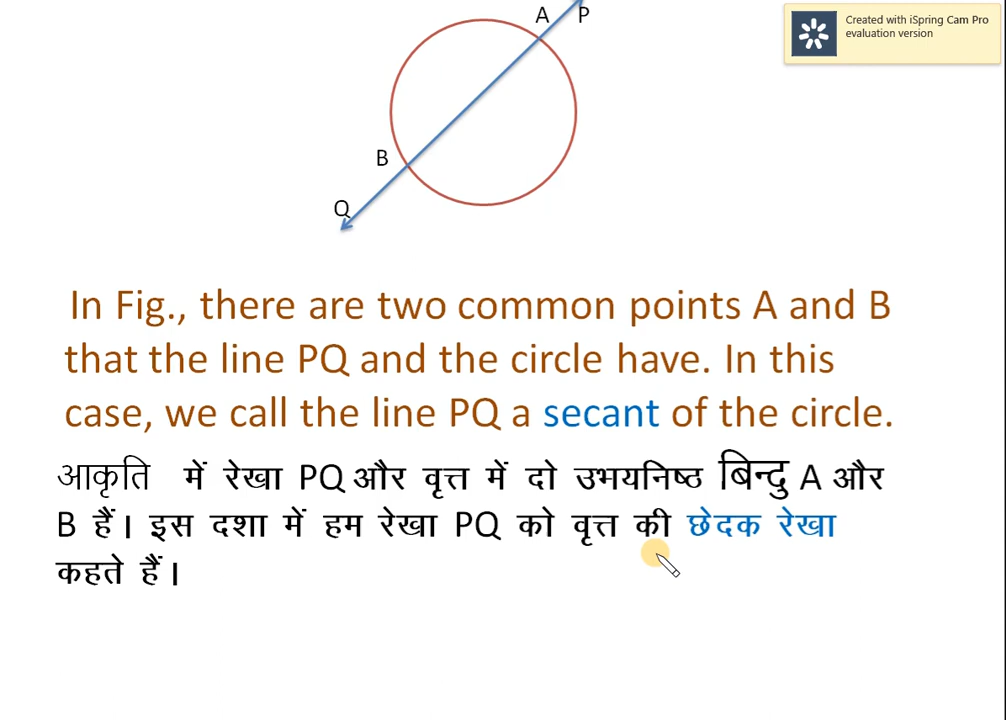 A P
Created with iSpring Cam Pro
evaluation version
B
Q
In Fig., there are two common points A and B
that the line PQ and the circle have. In this
case, we call the line PQ a secant of the circle.
आकृति में रेखा PQ और वृत्त में दो उभयनिष्ठ बिन्दु A और
B हैं। इस दशा में हम रेखा PQ को वृत्त की छेदक रेखा
कहते हैं।